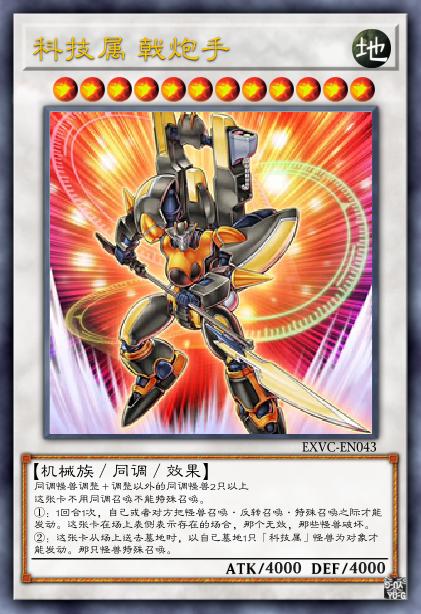 科技属 戟炮手
地
EXVC-EN043
【机械族/同调/效果】
同调怪兽调整+调整以外的同调怪兽2只以上
这张卡不用同调召唤不能特殊召唤。
①:1回合1次,自己或者对方把怪兽召唤·反转召唤·特殊召唤之际才能
发动。这张卡在场上表侧表示存在的场合,那个无效,那些怪兽破坏。
②:这张卡从场上送去墓地时,以自己墓地1只「科技属」怪兽为对象才
能发动。那只怪兽特殊召唤。
ATK/4000 DEF/4000